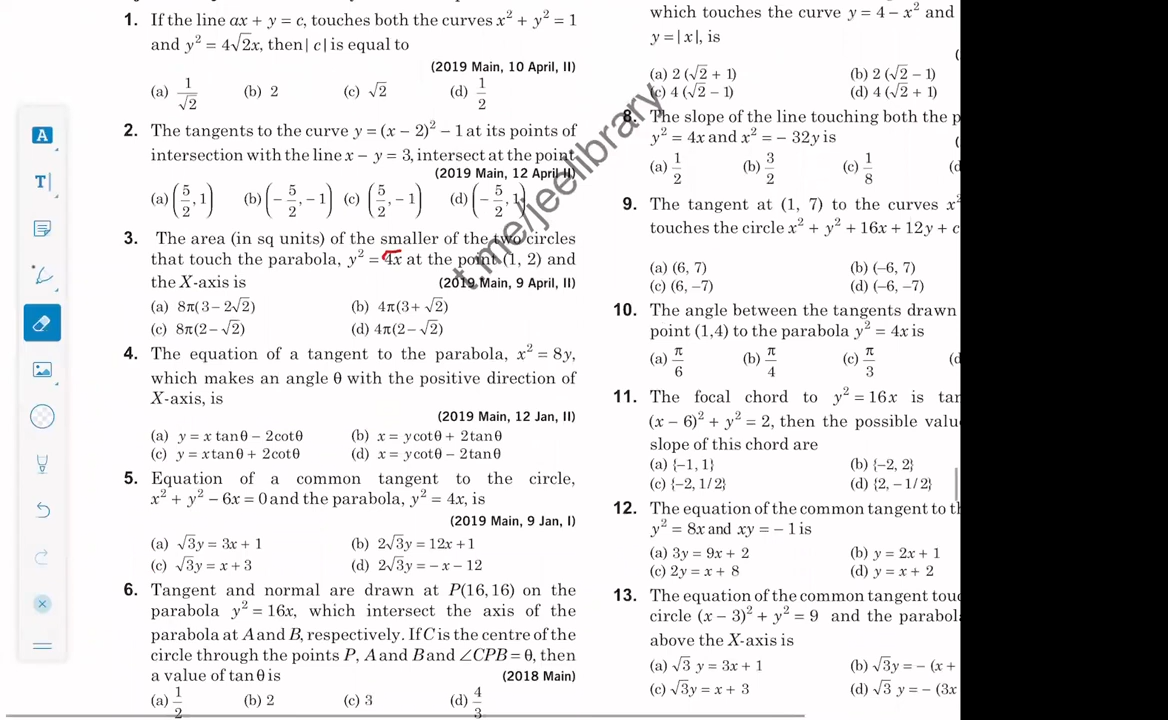 1. If the line ax + y = c, touches both the curves x² + y² = 1
and y² = 4√2x, then | c | is equal to
(2019 Main, 10 April, II)
(a) 1/√2 (b) 2 (c) √2 (d) 1/2
2. The tangents to the curve y = (x − 2)² − 1 at its points of
intersection with the line x − y = 3, intersect at the point
(2019 Main, 12 April II)
(a) (5/2, 1) (b) (−5/2, −1) (c) (5/2, −1) (d) (−5/2, 1)
3. The area (in sq units) of the smaller of the two circles
that touch the parabola, y² = 4x at the point (1, 2) and
the X-axis is (2019 Main, 9 April, II)
(a) 8π(3 − 2√2) (b) 4π(3 + √2)
(c) 8π(2 − √2) (d) 4π(2 − √2)
4. The equation of a tangent to the parabola, x² = 8y,
which makes an angle θ with the positive direction of
X-axis, is
(2019 Main, 12 Jan, II)
(a) y = x tanθ − 2cotθ (b) x = ycotθ + 2tanθ
(c) y = xtanθ + 2cotθ (d) x = ycotθ − 2tanθ
5. Equation of a common tangent to the circle,
x² + y² − 6x = 0 and the parabola, y² = 4x, is
(2019 Main, 9 Jan, I)
(a) √3y = 3x + 1 (b) 2√3y = 12x + 1
(c) √3y = x + 3 (d) 2√3y = −x − 12
6. Tangent and normal are drawn at P(16, 16) on the
parabola y² = 16x, which intersect the axis of the
parabola at A and B, respectively. If C is the centre of the
circle through the points P, A and B and ∠CPB = θ, then
a value of tanθ is (2018 Main)
(a) 1/2 (b) 2 (c) 3 (d) 4/3
which touches the curve y = 4 − x² and
y = | x |, is
(a) 2 (√2 + 1) (b) 2 (√2 − 1)
(c) 4 (√2 − 1) (d) 4 (√2 + 1)
8. The slope of the line touching both the p
y² = 4x and x² = − 32y is
(a) 1/2 (b) 3/2 (c) 1/8 (d
9. The tangent at (1, 7) to the curves x²
touches the circle x² + y² + 16x + 12y + c
(a) (6, 7) (b) (−6, 7)
(c) (6, −7) (d) (−6, −7)
10. The angle between the tangents drawn
point (1,4) to the parabola y² = 4x is
(a) π/6 (b) π/4 (c) π/3 (d
11. The focal chord to y² = 16x is tan
(x − 6)² + y² = 2, then the possible valu
slope of this chord are
(a) {−1, 1} (b) {−2, 2}
(c) {−2, 1/2} (d) {2, −1/2}
12. The equation of the common tangent to th
y² = 8x and xy = − 1 is
(a) 3y = 9x + 2 (b) y = 2x + 1
(c) 2y = x + 8 (d) y = x + 2
13. The equation of the common tangent touc
circle (x − 3)² + y² = 9 and the parabol
above the X-axis is
(a) √3 y = 3x + 1 (b) √3y = − (x +
(c) √3y = x + 3 (d) √3 y = − (3x
t.me/jeelibrary
A
T